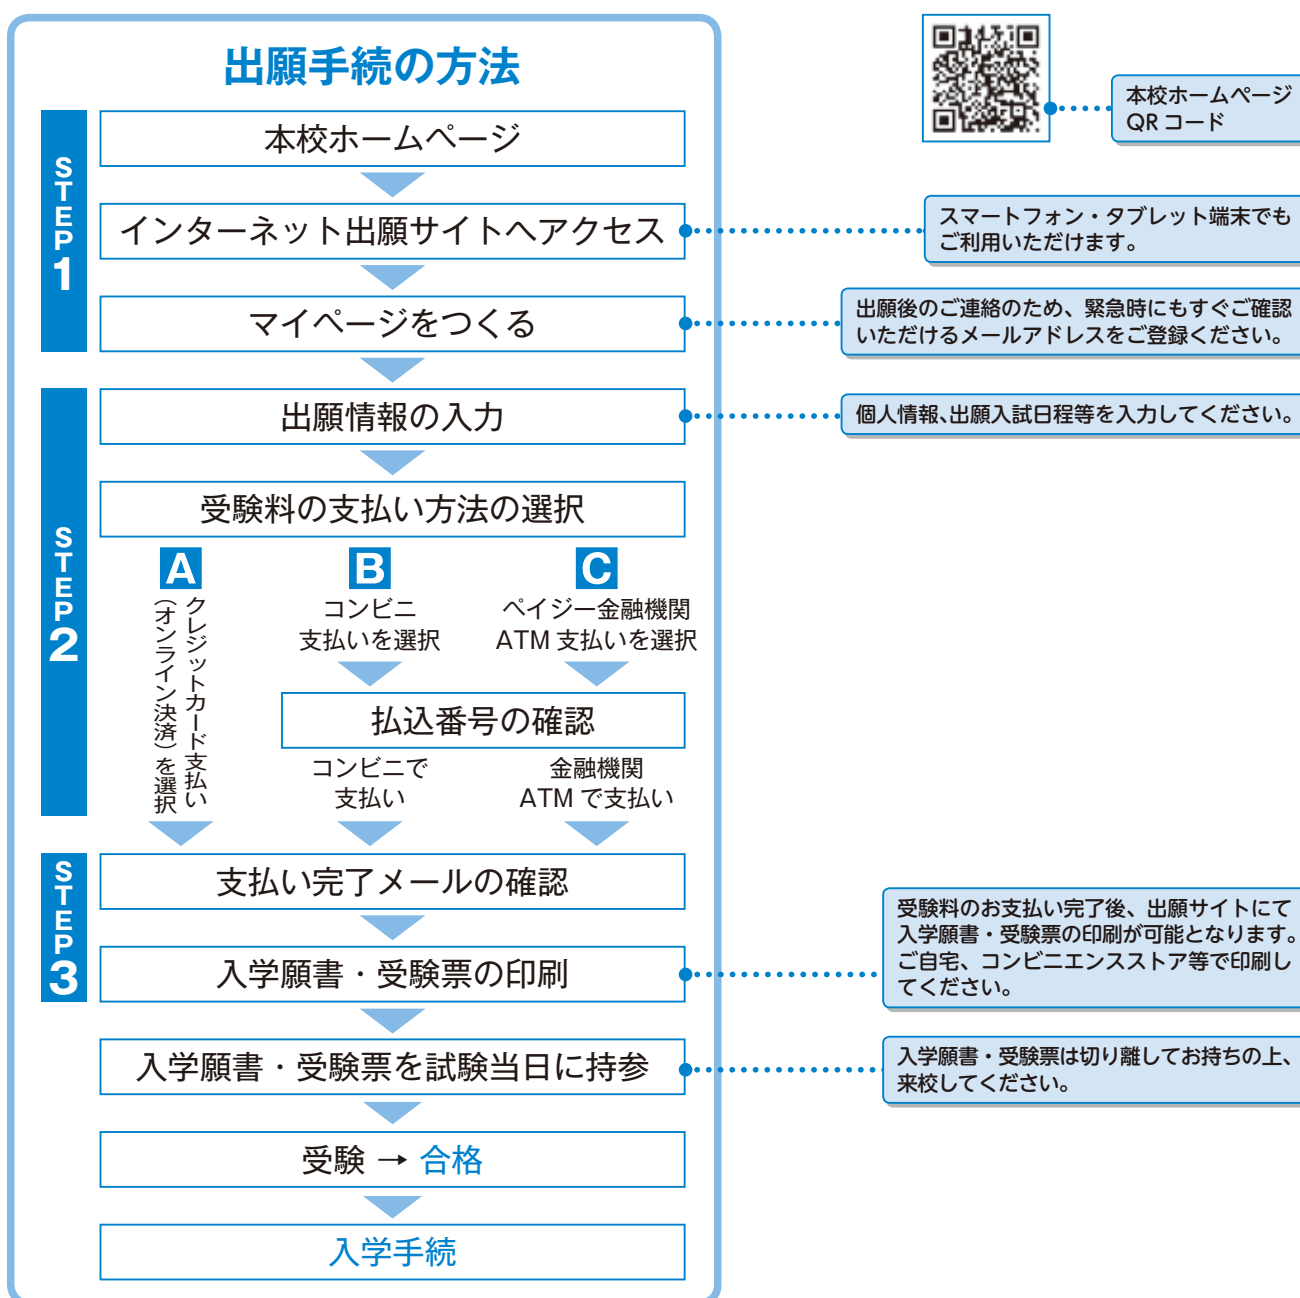 出願手続の方法
本校ホームページ
QRコード
STEP1
本校ホームページ
インターネット出願サイトへアクセス
スマートフォン・タブレット端末でも
ご利用いただけます。
マイページをつくる
出願後のご連絡のため、緊急時にもすぐご確認
いただけるメールアドレスをご登録ください。
STEP2
出願情報の入力
個人情報、出願入試日程等を入力してください。
受験料の支払い方法の選択
A
クレジットカード支払い
（オンライン決済）を選択
B
コンビニ
支払いを選択
C
ペイジー金融機関
ATM 支払いを選択
払込番号の確認
コンビニで
支払い
金融機関
ATM で支払い
STEP3
支払い完了メールの確認
入学願書・受験票の印刷
受験料のお支払い完了後、出願サイトにて
入学願書・受験票の印刷が可能となります。
ご自宅、コンビニエンスストア等で印刷し
てください。
入学願書・受験票を試験当日に持参
入学願書・受験票は切り離してお持ちの上、
来校してください。
受験 → 合格
入学手続